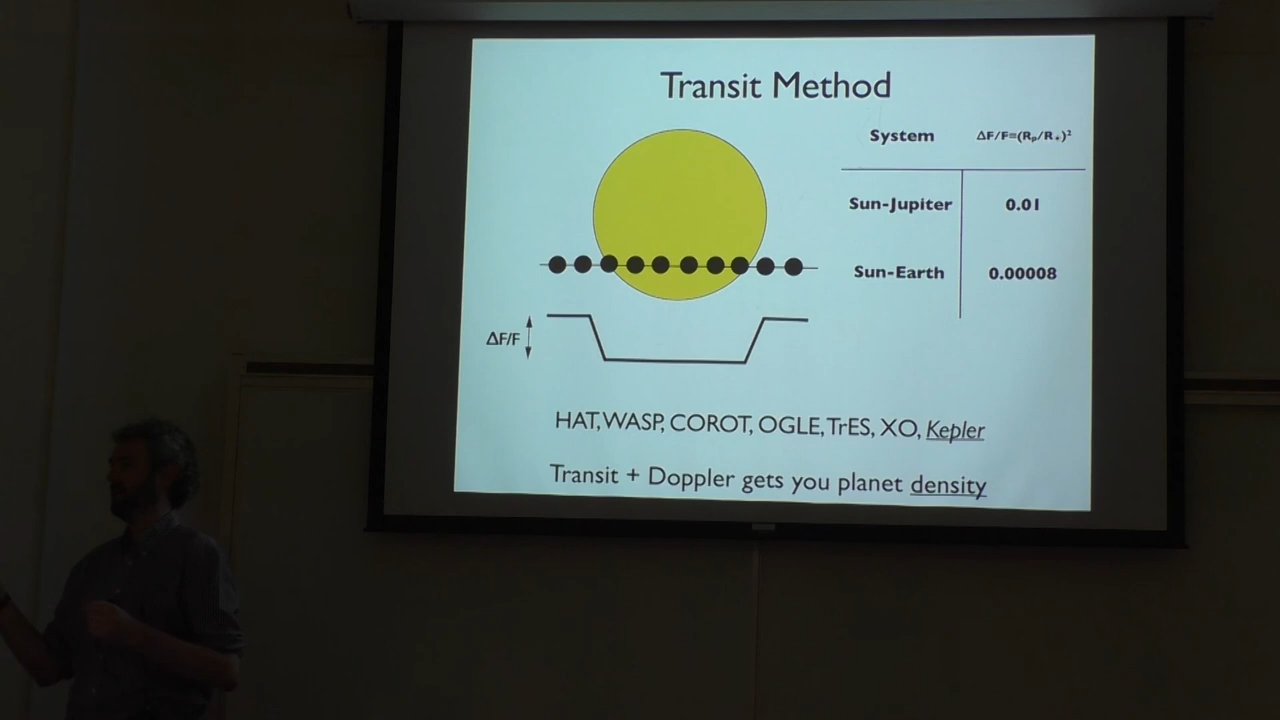 Transit Method
System ΔF/F=(Rₚ/R⋆)²
Sun-Jupiter 0.01
Sun-Earth 0.00008
ΔF/F
HAT, WASP, COROT, OGLE, TrES, XO, Kepler
Transit + Doppler gets you planet density